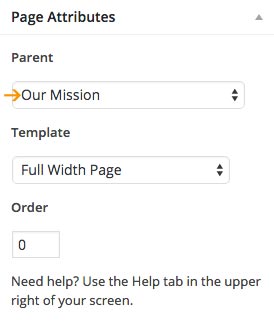 Page Attributes
Parent
Our Mission
Template
Full Width Page
Order
0
Need help? Use the Help tab in the upper
right of your screen.